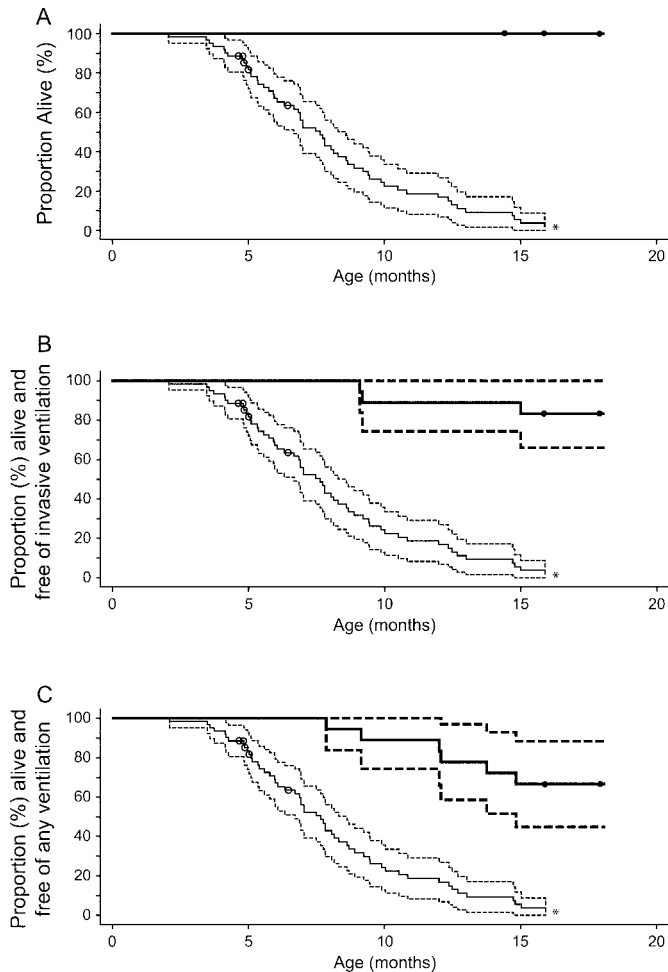 A
Proportion Alive (%)
100
80
60
40
20
0
*
0 5 10 15 20
Age (months)
B
Proportion (%) alive and
free of invasive ventilation
100
80
60
40
20
0
*
0 5 10 15 20
Age (months)
C
Proportion (%) alive and
free of any ventilation
100
80
60
40
20
0
*
0 5 10 15 20
Age (months)